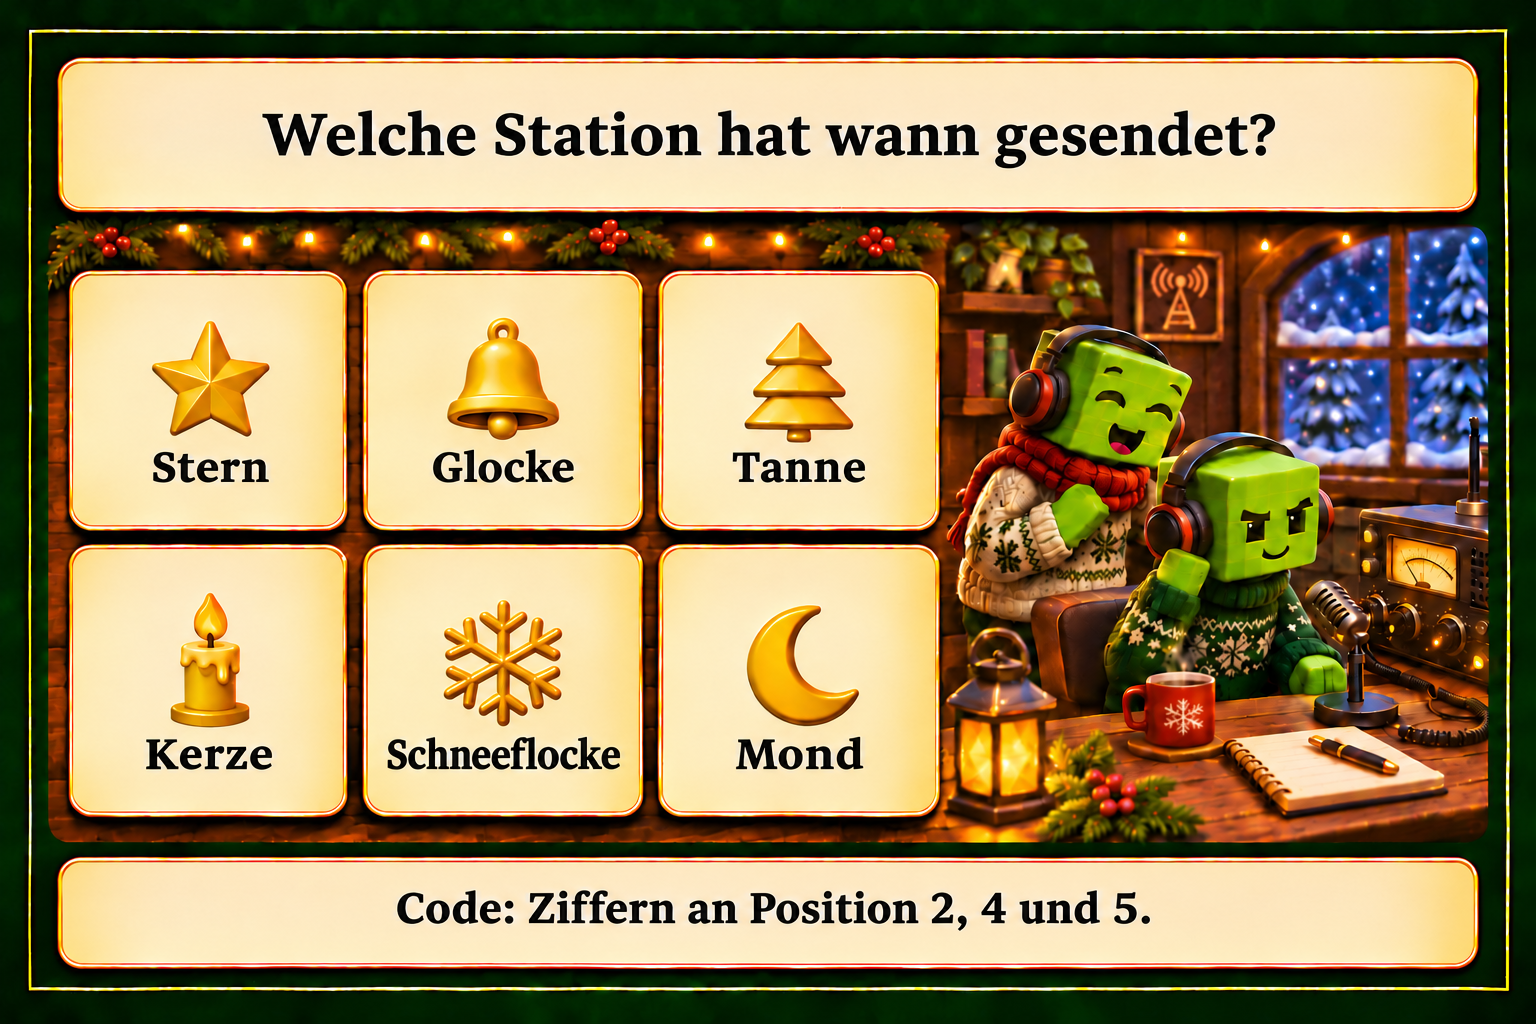 Welche Station hat wann gesendet?
Stern
Glocke
Tanne
Kerze
Schneeflocke
Mond
Code: Ziffern an Position 2, 4 und 5.